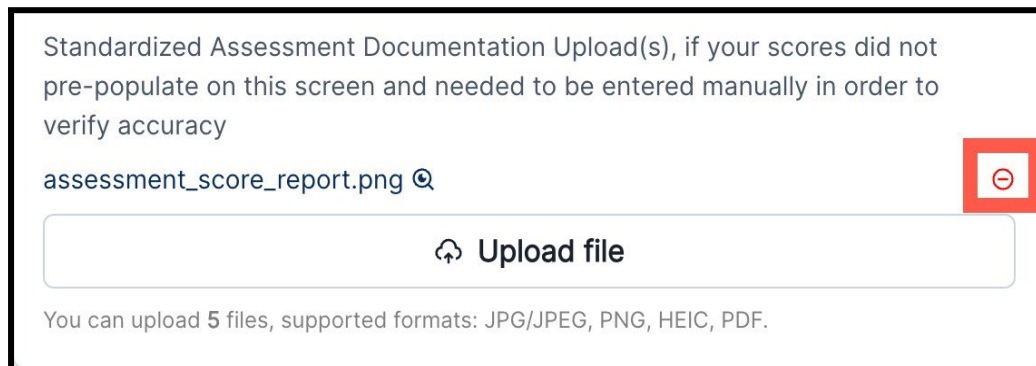 Standardized Assessment Documentation Upload(s), if your scores did not
pre-populate on this screen and needed to be entered manually in order to
verify accuracy
assessment_score_report.png
Upload file
You can upload 5 files, supported formats: JPG/JPEG, PNG, HEIC, PDF.